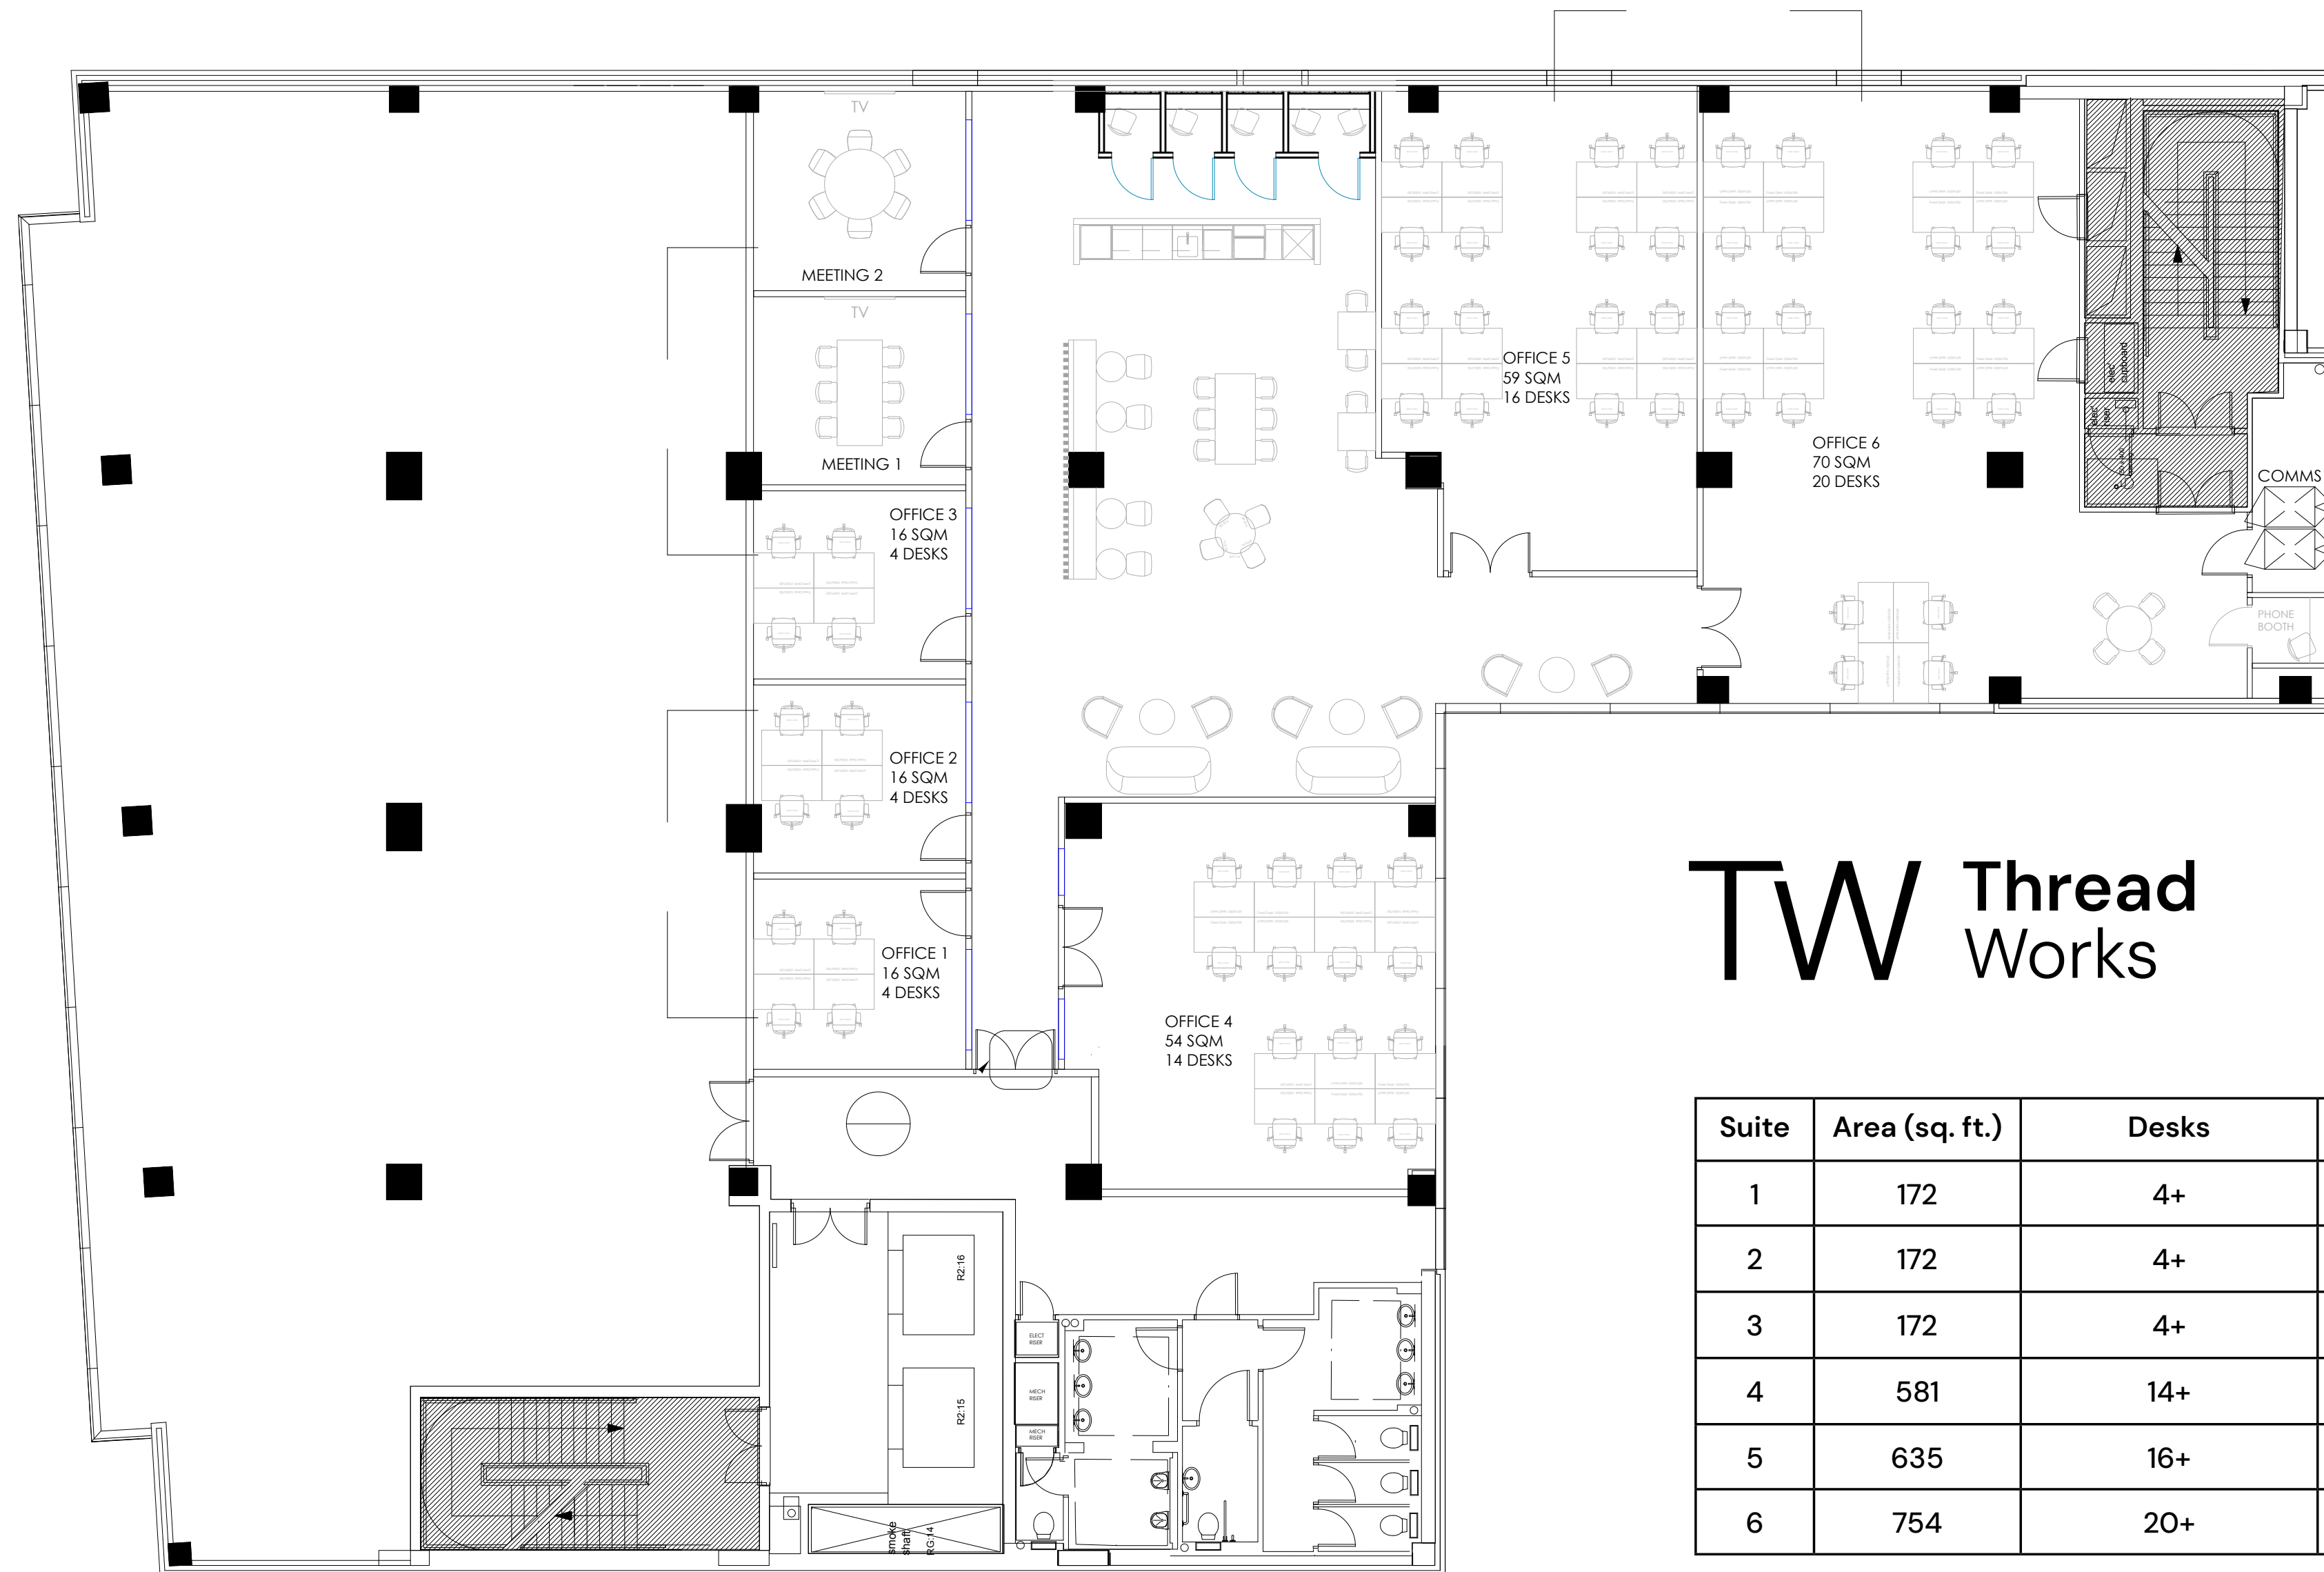 TV
MEETING 2
TV
MEETING 1
OFFICE 3
16 SQM
4 DESKS
OFFICE 2
16 SQM
4 DESKS
OFFICE 1
16 SQM
4 DESKS
OFFICE 5
59 SQM
16 DESKS
OFFICE 6
70 SQM
20 DESKS
elec'
cupboard
elec'
riser
COMMS
PHONE
BOOTH
OFFICE 4
54 SQM
14 DESKS
TW
Thread
Works
R2:16
R2:15
ELECT
RISER
MECH
RISER
MECH
RISER
smoke
shaft
RG:14
Suite Area (sq. ft.) Desks
1 172 4+
2 172 4+
3 172 4+
4 581 14+
5 635 16+
6 754 20+